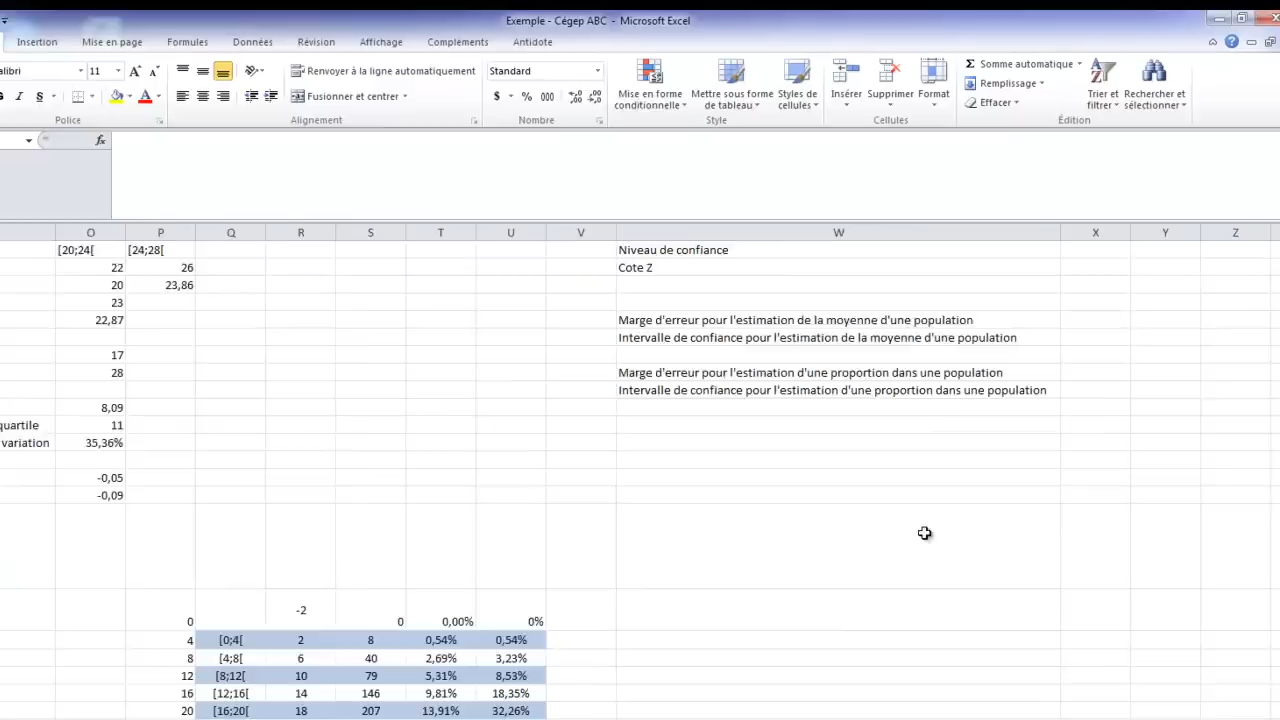 Exemple - Cégep ABC - Microsoft Excel
Insertion Mise en page Formules Données Révision Affichage Compléments Antidote
alibri 11 A A Renvoyer à la ligne automatiquement Standard Mise en forme conditionnelle Mettre sous forme de tableau Styles de cellules Insérer Supprimer Format Σ Somme automatique Remplissage Trier et filtrer Rechercher et sélectionner
I S A Fusionner et centrer $ % 000 Effacer
Police Alignement Nombre Style Cellules Édition
fx
O P Q R S T U V W X Y Z
[20;24[ [24;28[ Niveau de confiance
22 26 Cote Z
20 23,86
23
22,87 Marge d'erreur pour l'estimation de la moyenne d'une population
Intervalle de confiance pour l'estimation de la moyenne d'une population
17
28 Marge d'erreur pour l'estimation d'une proportion dans une population
Intervalle de confiance pour l'estimation d'une proportion dans une population
8,09
quartile 11
variation 35,36%
-0,05
-0,09
-2
0 0 0,00% 0%
4 [0;4[ 2 8 0,54% 0,54%
8 [4;8[ 6 40 2,69% 3,23%
12 [8;12[ 10 79 5,31% 8,53%
16 [12;16[ 14 146 9,81% 18,35%
20 [16;20[ 18 207 13,91% 32,26%